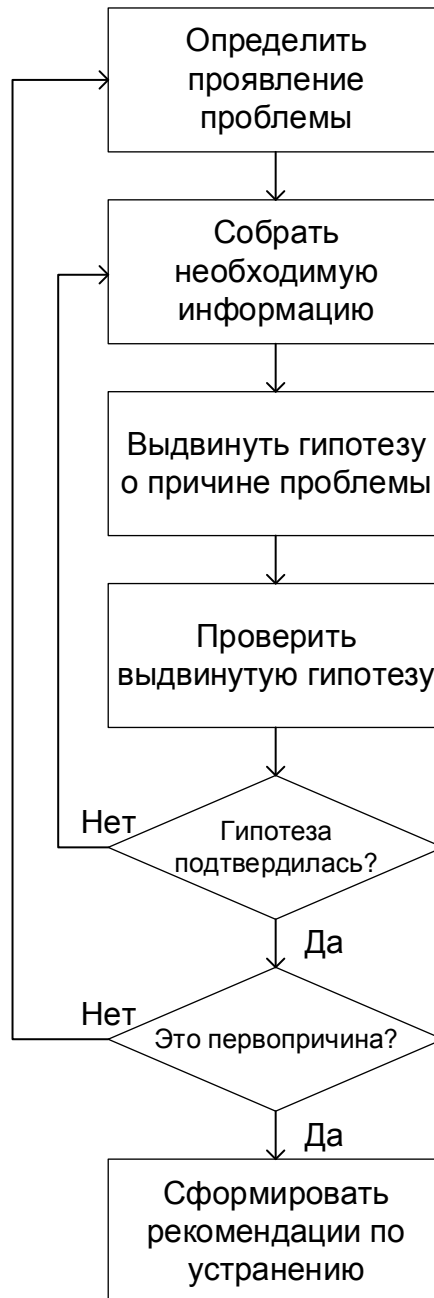 Определить
проявление
проблемы
Собрать
необходимую
информацию
Выдвинуть гипотезу
о причине проблемы
Проверить
выдвинутую гипотезу
Нет
Гипотеза
подтвердилась?
Да
Нет
Это первопричина?
Да
Сформировать
рекомендации по
устранению